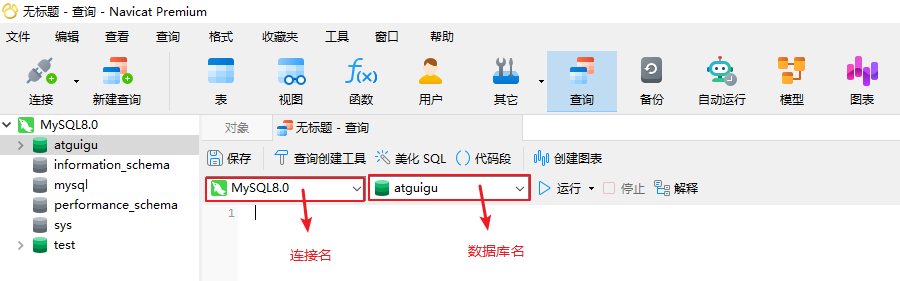 无标题 - 查询 - Navicat Premium
文件 编辑 查看 查询 格式 收藏夹 工具 窗口 帮助
f(x)
连接 新建查询 表 视图 函数 用户 其它 查询 备份 自动运行 模型 图表
MySQL8.0
atguigu
information_schema
mysql
performance_schema
sys
test
对象 无标题 - 查询
保存 查询创建工具 美化 SQL () 代码段 创建图表
MySQL8.0 atguigu 运行 停止 解释
1
连接名 数据库名